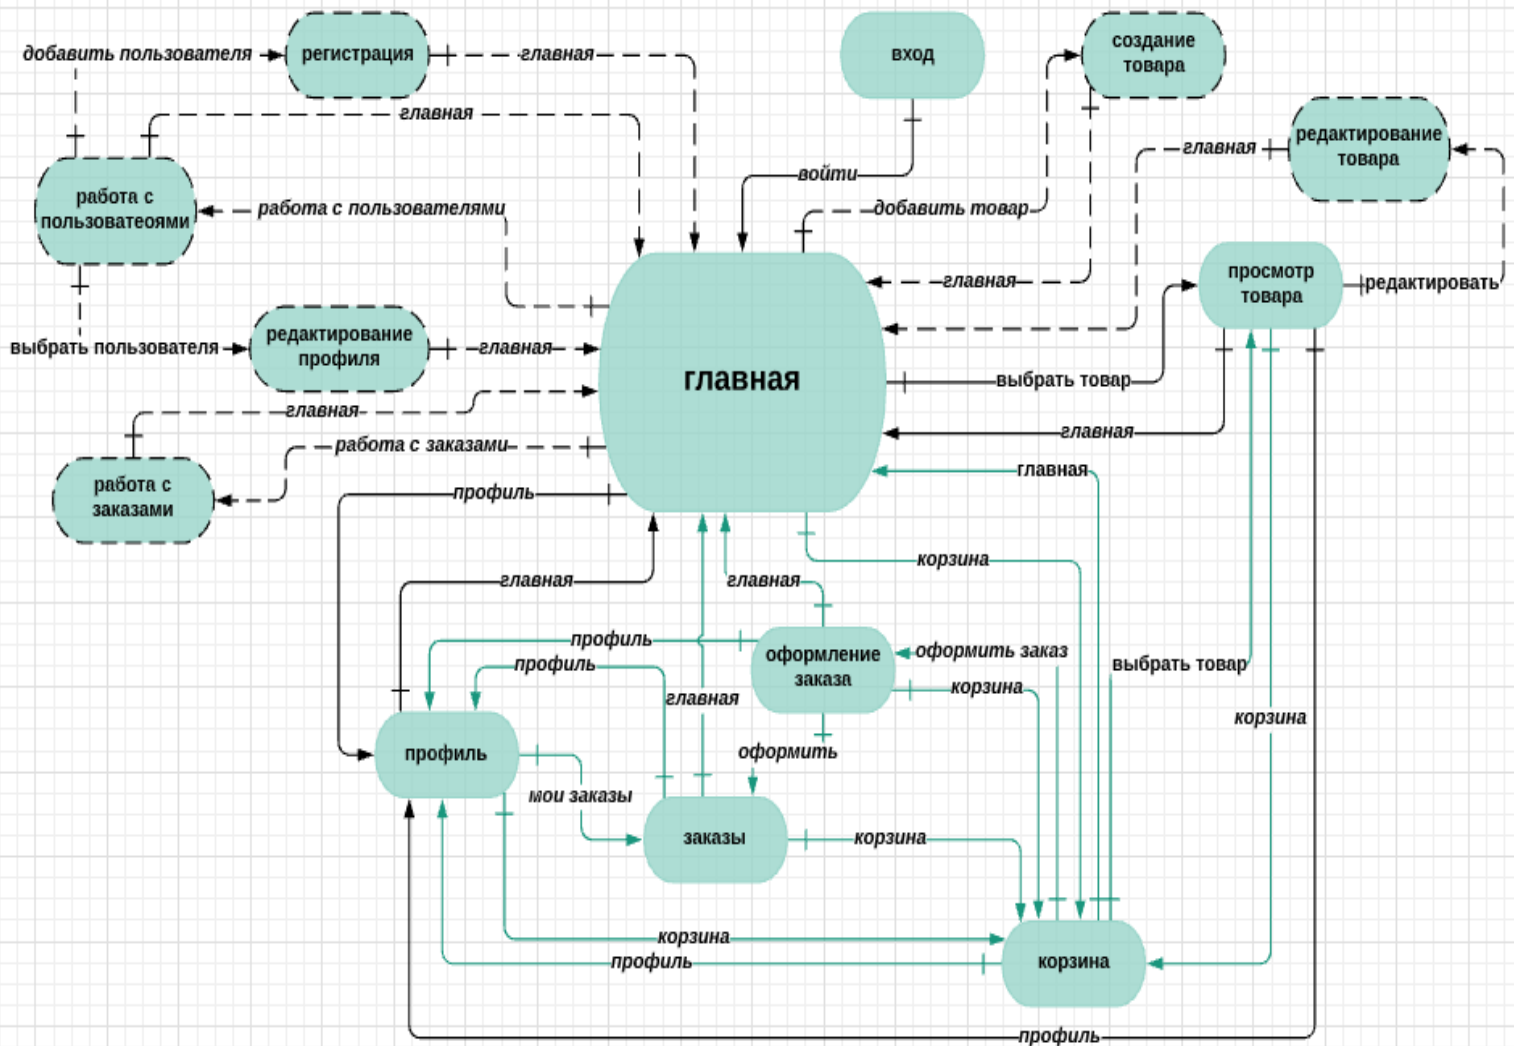 добавить пользователя
регистрация
главная
вход
создание
товара
главная
редактирование
товара
главная
войти
работа с
пользоватеоями
работа с пользователями
добавить товар
просмотр
товара
редактировать
главная
редактирование
профиля
выбрать пользователя
главная
главная
выбрать товар
главная
работа с заказами
главная
главная
работа с
заказами
профиль
корзина
главная
главная
профиль
оформление
заказа
оформить заказ
профиль
выбрать товар
корзина
главная
корзина
профиль
оформить
мои заказы
заказы
корзина
корзина
профиль
корзина
профиль